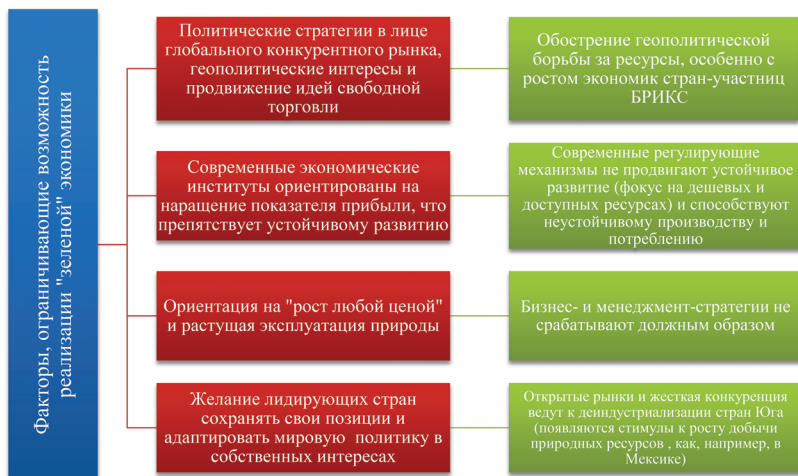 Факторы, ограничивающие возможность
реализации "зеленой" экономики
Политические стратегии в лице
глобального конкурентного рынка,
геополитические интересы и
продвижение идей свободной
торговли
Обострение геополитической
борьбы за ресурсы, особенно с
ростом экономик стран-участниц
БРИКС
Современные экономические
институты ориентированы на
наращение показателя прибыли, что
препятствует устойчивому развитию
Современные регулирующие
механизмы не продвигают устойчивое
развитие (фокус на дешевых и
доступных ресурсах) и способствуют
неустойчивому производству и
потреблению
Ориентация на "рост любой ценой"
и растущая эксплуатация природы
Бизнес- и менеджмент-стратегии не
срабатывают должным образом
Желание лидирующих стран
сохранять свои позиции и
адаптировать мировую политику в
собственных интересах
Открытые рынки и жесткая конкуренция
ведут к деиндустриализации стран Юга
(появляются стимулы к росту добычи
природных ресурсов , как, например, в
Мексике)